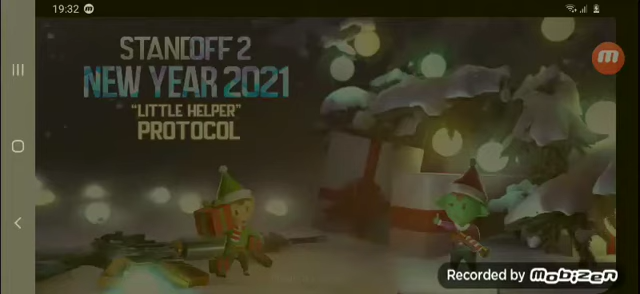 19:32
STANDOFF 2
NEW YEAR 2021
"LITTLE HELPER"
PROTOCOL
Recorded by mobizen